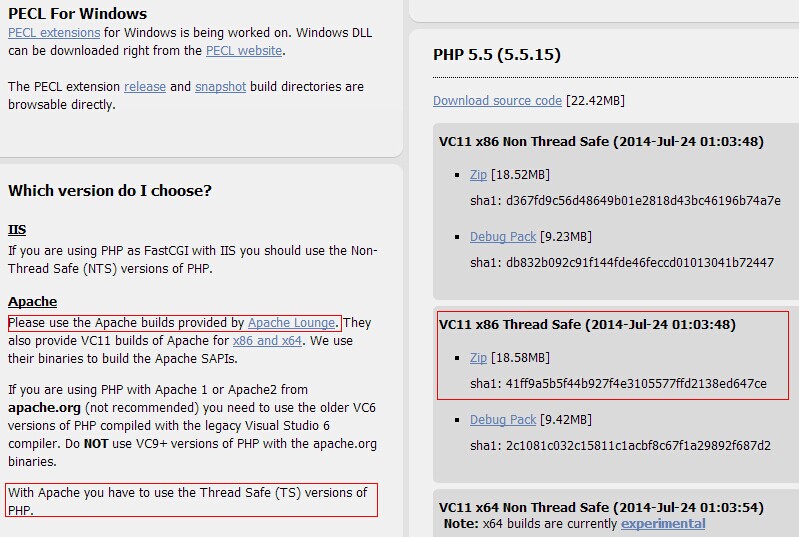 PECL For Windows
PECL extensions for Windows is being worked on. Windows DLL
can be downloaded right from the PECL website.
The PECL extension release and snapshot build directories are
browsable directly.
Which version do I choose?
IIS
If you are using PHP as FastCGI with IIS you should use the Non-
Thread Safe (NTS) versions of PHP.
Apache
Please use the Apache builds provided by Apache Lounge. They
also provide VC11 builds of Apache for x86 and x64. We use
their binaries to build the Apache SAPIs.
If you are using PHP with Apache 1 or Apache2 from
apache.org (not recommended) you need to use the older VC6
versions of PHP compiled with the legacy Visual Studio 6
compiler. Do NOT use VC9+ versions of PHP with the apache.org
binaries.
With Apache you have to use the Thread Safe (TS) versions of
PHP.
PHP 5.5 (5.5.15)
Download source code [22.42MB]
VC11 x86 Non Thread Safe (2014-Jul-24 01:03:48)
Zip [18.52MB]
sha1: d367fd9c56d48649b01e2818d43bc46196b74a7e
Debug Pack [9.23MB]
sha1: db832b092c91f144fde46feccd01013041b72447
VC11 x86 Thread Safe (2014-Jul-24 01:03:48)
Zip [18.58MB]
sha1: 41ff9a5b5f44b927f4e3105577ffd2138ed647ce
Debug Pack [9.42MB]
sha1: 2c1081c032c15811c1acbf8c67f1a29892f687d2
VC11 x64 Non Thread Safe (2014-Jul-24 01:03:54)
Note: x64 builds are currently experimental